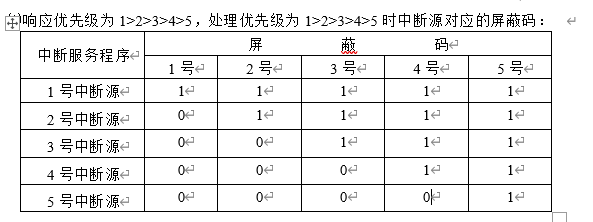 (1)响应优先级为 1>2>3>4>5，处理优先级为 1>2>3>4>5 时中断源对应的屏蔽码：
中断服务程序 屏 蔽 码
1 号 2 号 3 号 4 号 5 号
1 号中断源 1 1 1 1 1
2 号中断源 0 1 1 1 1
3 号中断源 0 0 1 1 1
4 号中断源 0 0 0 1 1
5 号中断源 0 0 0 0 1